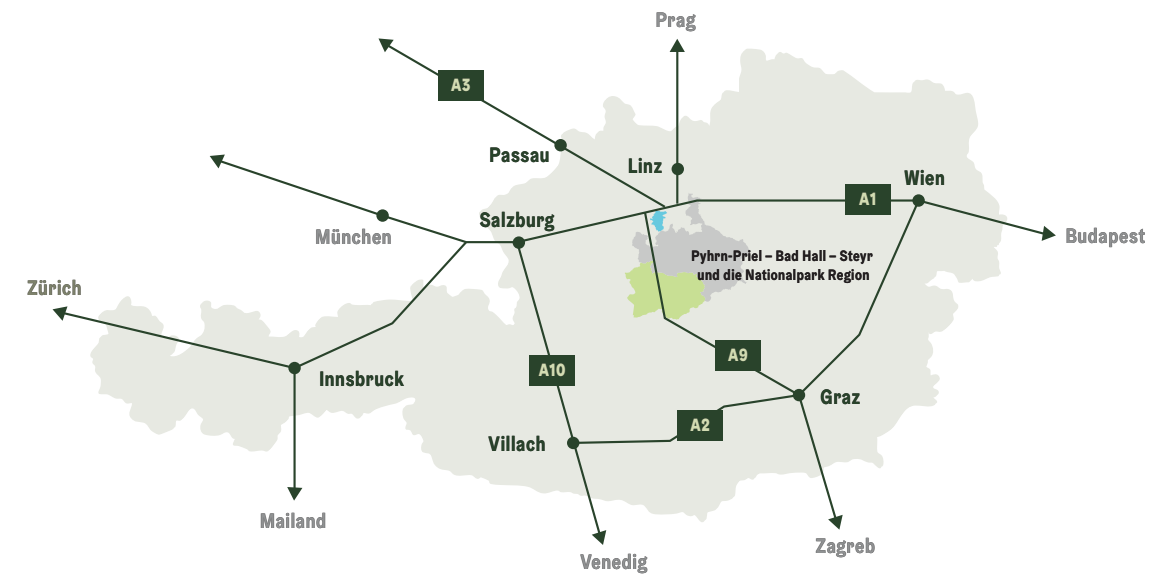 Prag
A3
Passau
Linz
Wien
A1
Salzburg
München
Budapest
Pyhrn-Priel – Bad Hall – Steyr
und die Nationalpark Region
Zürich
A9
A10
Innsbruck
Graz
A2
Villach
Mailand
Zagreb
Venedig